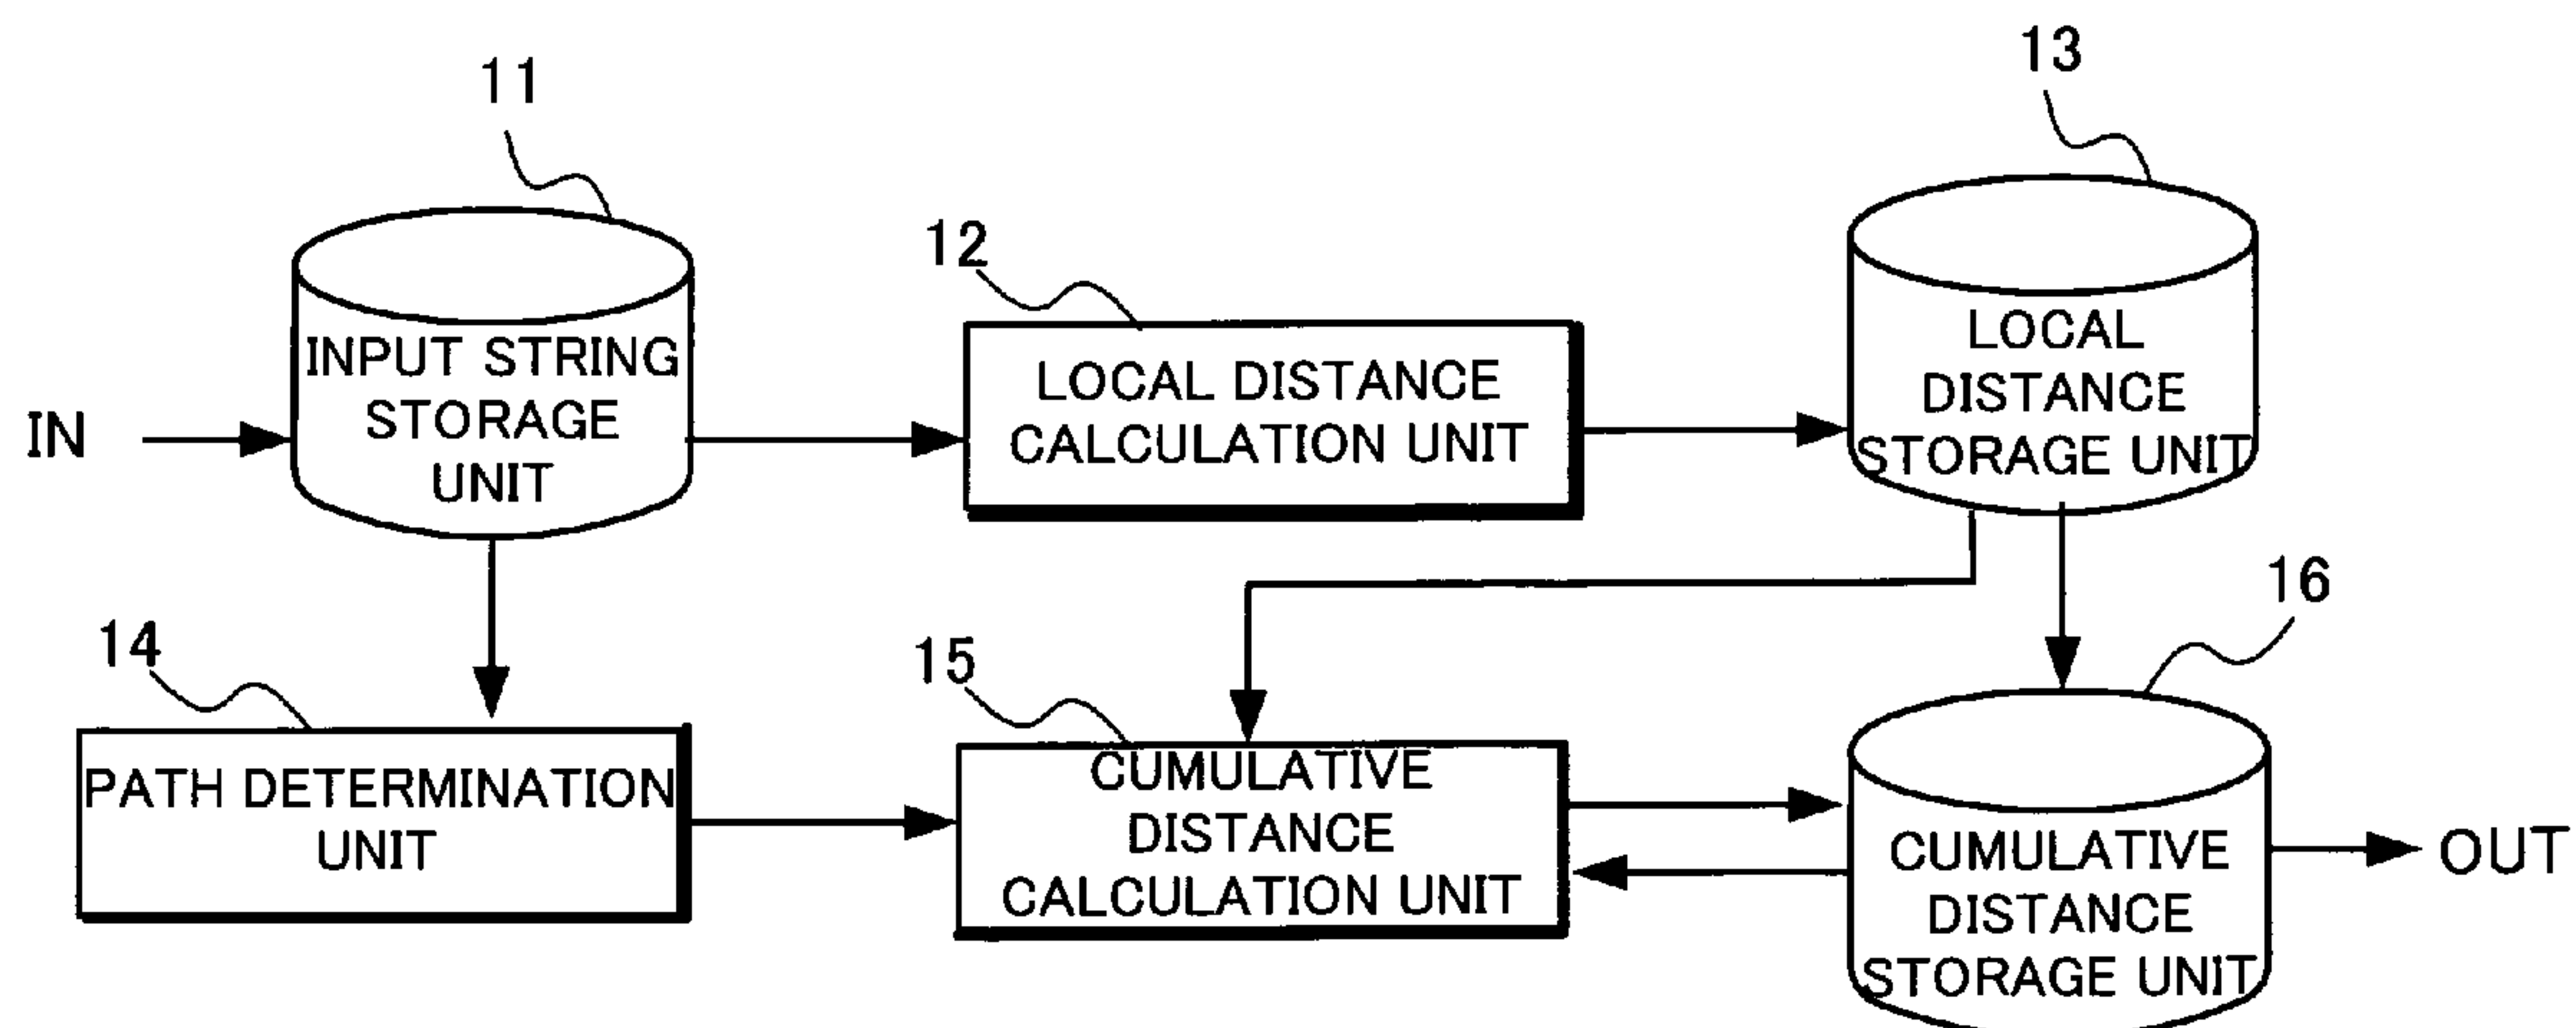 11
13
12
INPUT STRING
STORAGE
UNIT
LOCAL DISTANCE
CALCULATION UNIT
LOCAL
DISTANCE
STORAGE UNIT
IN
14
15
16
PATH DETERMINATION
UNIT
CUMULATIVE
DISTANCE
CALCULATION UNIT
CUMULATIVE
DISTANCE
STORAGE UNIT
OUT